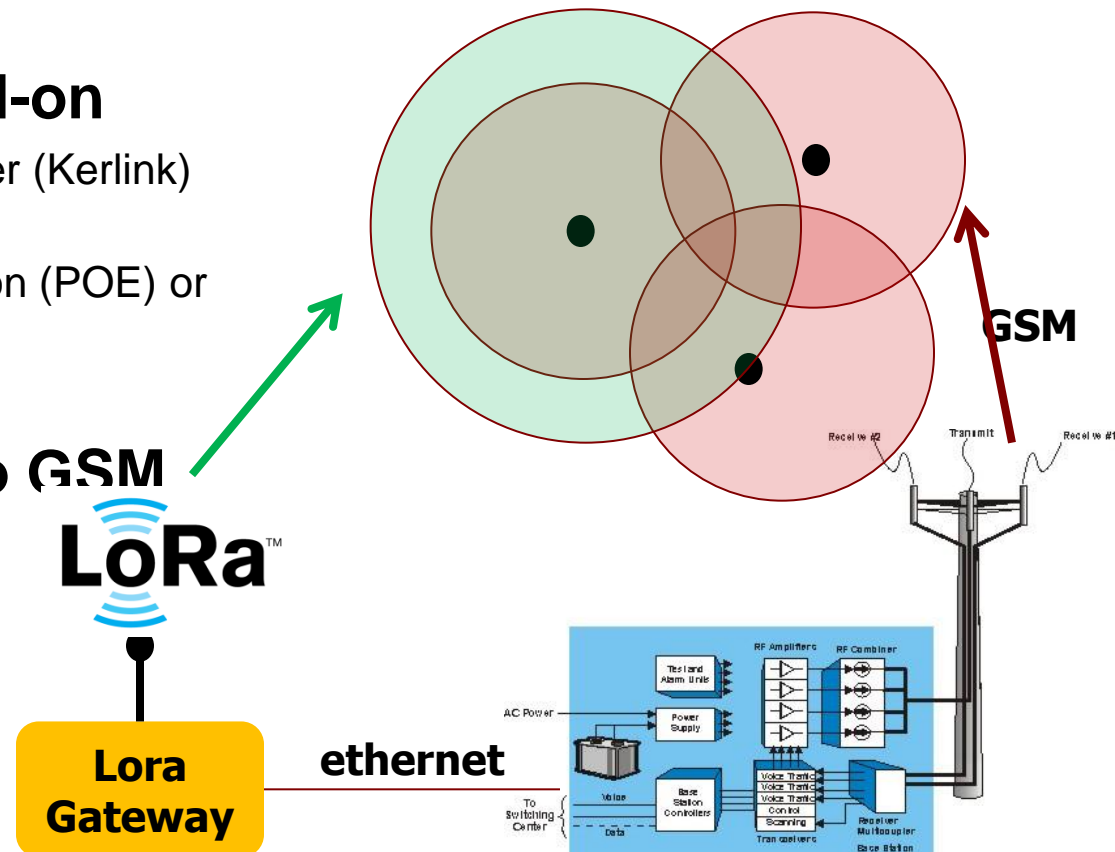 l-on
er (Kerlink)
on (POE) or
GSM
LoRa™
Lora
Gateway
ethernet
GSM
Receive #2
Transmit
Receive #1
RF Amplifiers
RF Combiner
Test and
Alarm Units
AC Power
Power
Supply
Voice
To
Switching
Center
Data
Base
Station
Controllers
Voice Traffic
Voice Traffic
Voice Traffic
Control
Scanning
Transceivers
Receiver
Multicoupler
Base Station